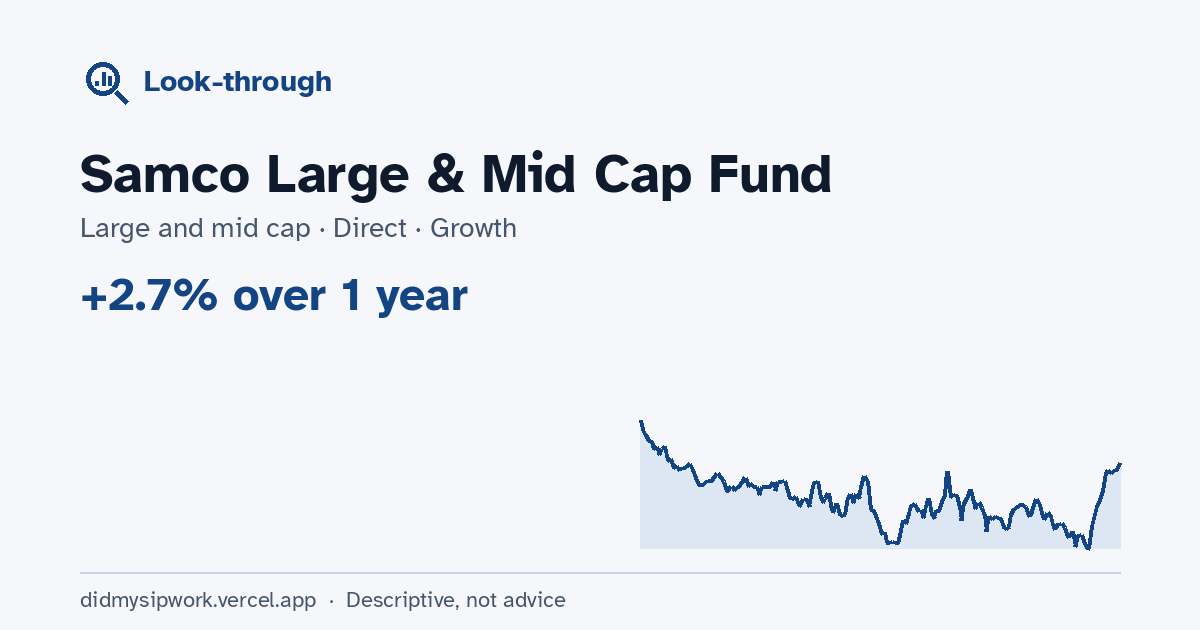 Look-through
Samco Large & Mid Cap Fund
Large and mid cap · Direct · Growth
+2.7% over 1 year
didmysipwork.vercel.app · Descriptive, not advice